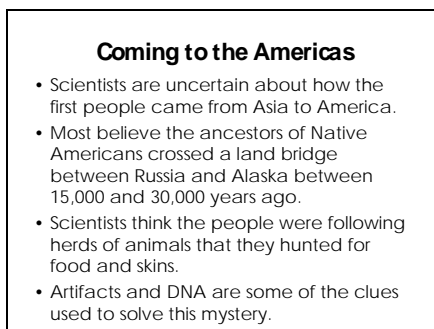 Coming to the Americas
• Scientists are uncertain about how the
first people came from Asia to America.
• Most believe the ancestors of Native
Americans crossed a land bridge
between Russia and Alaska between
15,000 and 30,000 years ago.
• Scientists think the people were following
herds of animals that they hunted for
food and skins.
• Artifacts and DNA are some of the clues
used to solve this mystery.